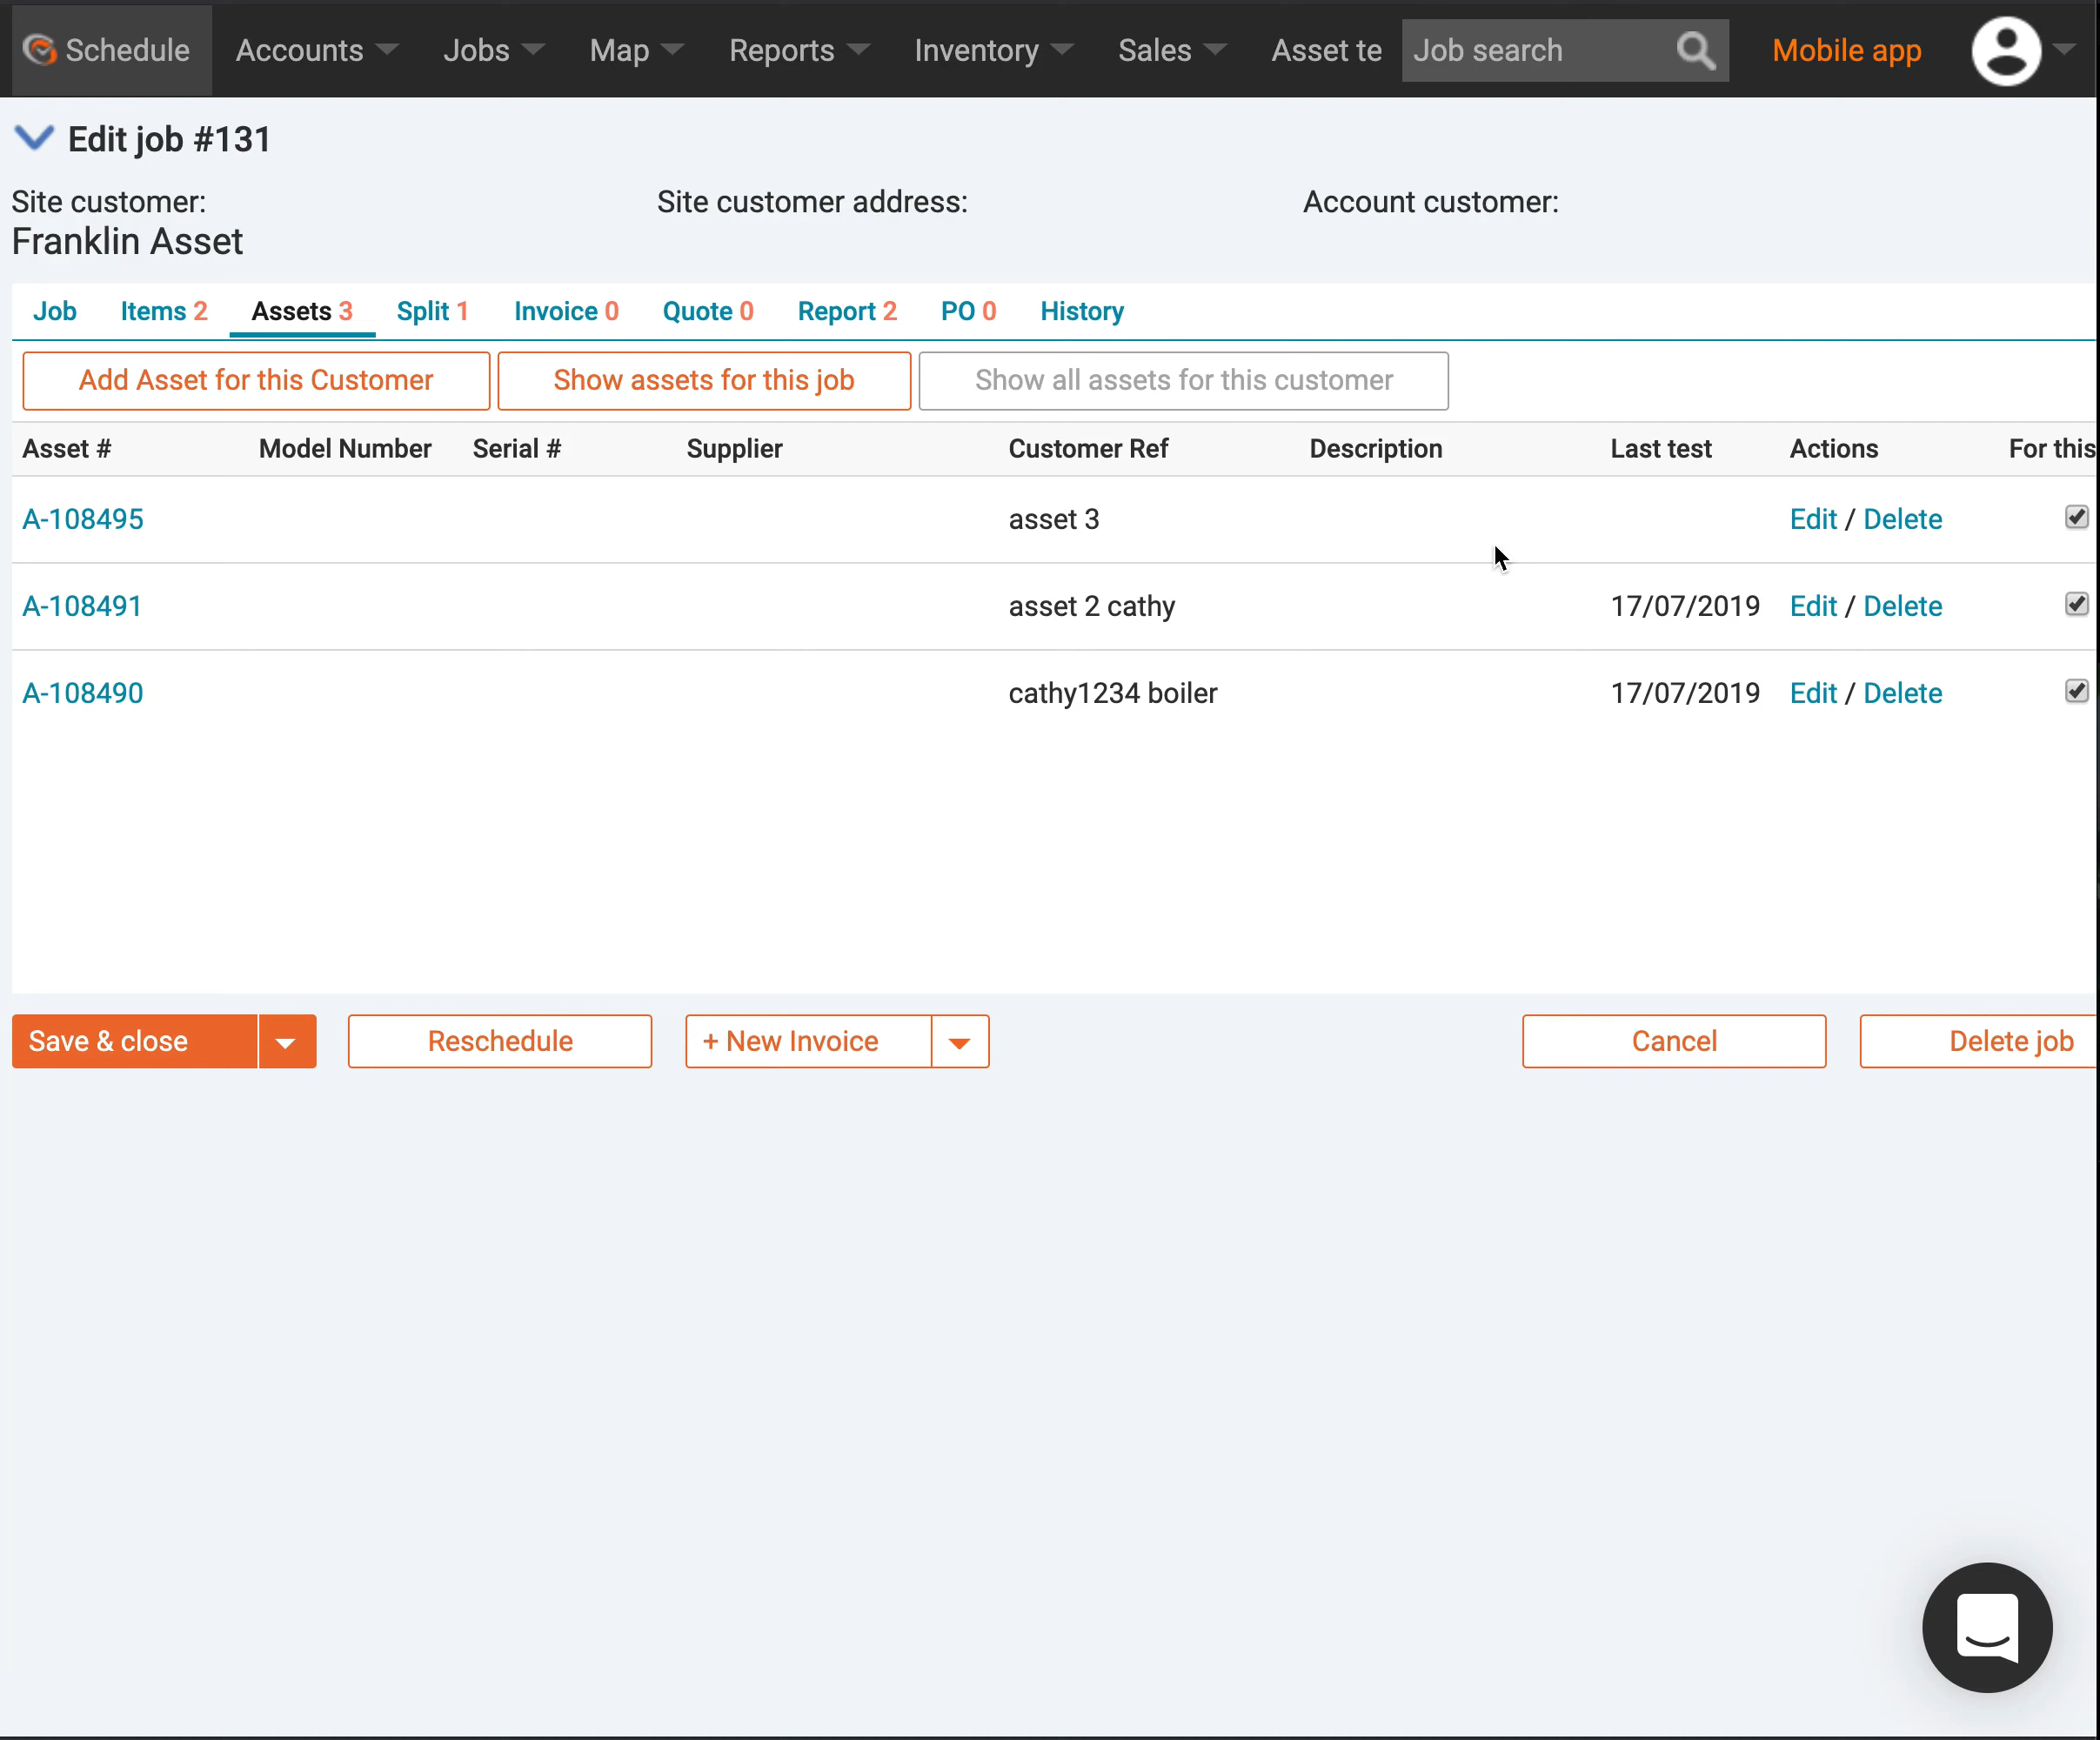 Schedule Accounts Jobs Map Reports Inventory Sales Asset te Job search Mobile app
Edit job #131
Site customer: Site customer address: Account customer:
Franklin Asset
Job Items 2 Assets 3 Split 1 Invoice 0 Quote 0 Report 2 PO 0 History
Add Asset for this Customer Show assets for this job Show all assets for this customer
Asset # Model Number Serial # Supplier Customer Ref Description Last test Actions For this
A-108495 asset 3 Edit / Delete
A-108491 asset 2 cathy 17/07/2019 Edit / Delete
A-108490 cathy1234 boiler 17/07/2019 Edit / Delete
Save & close Reschedule + New Invoice Cancel Delete job